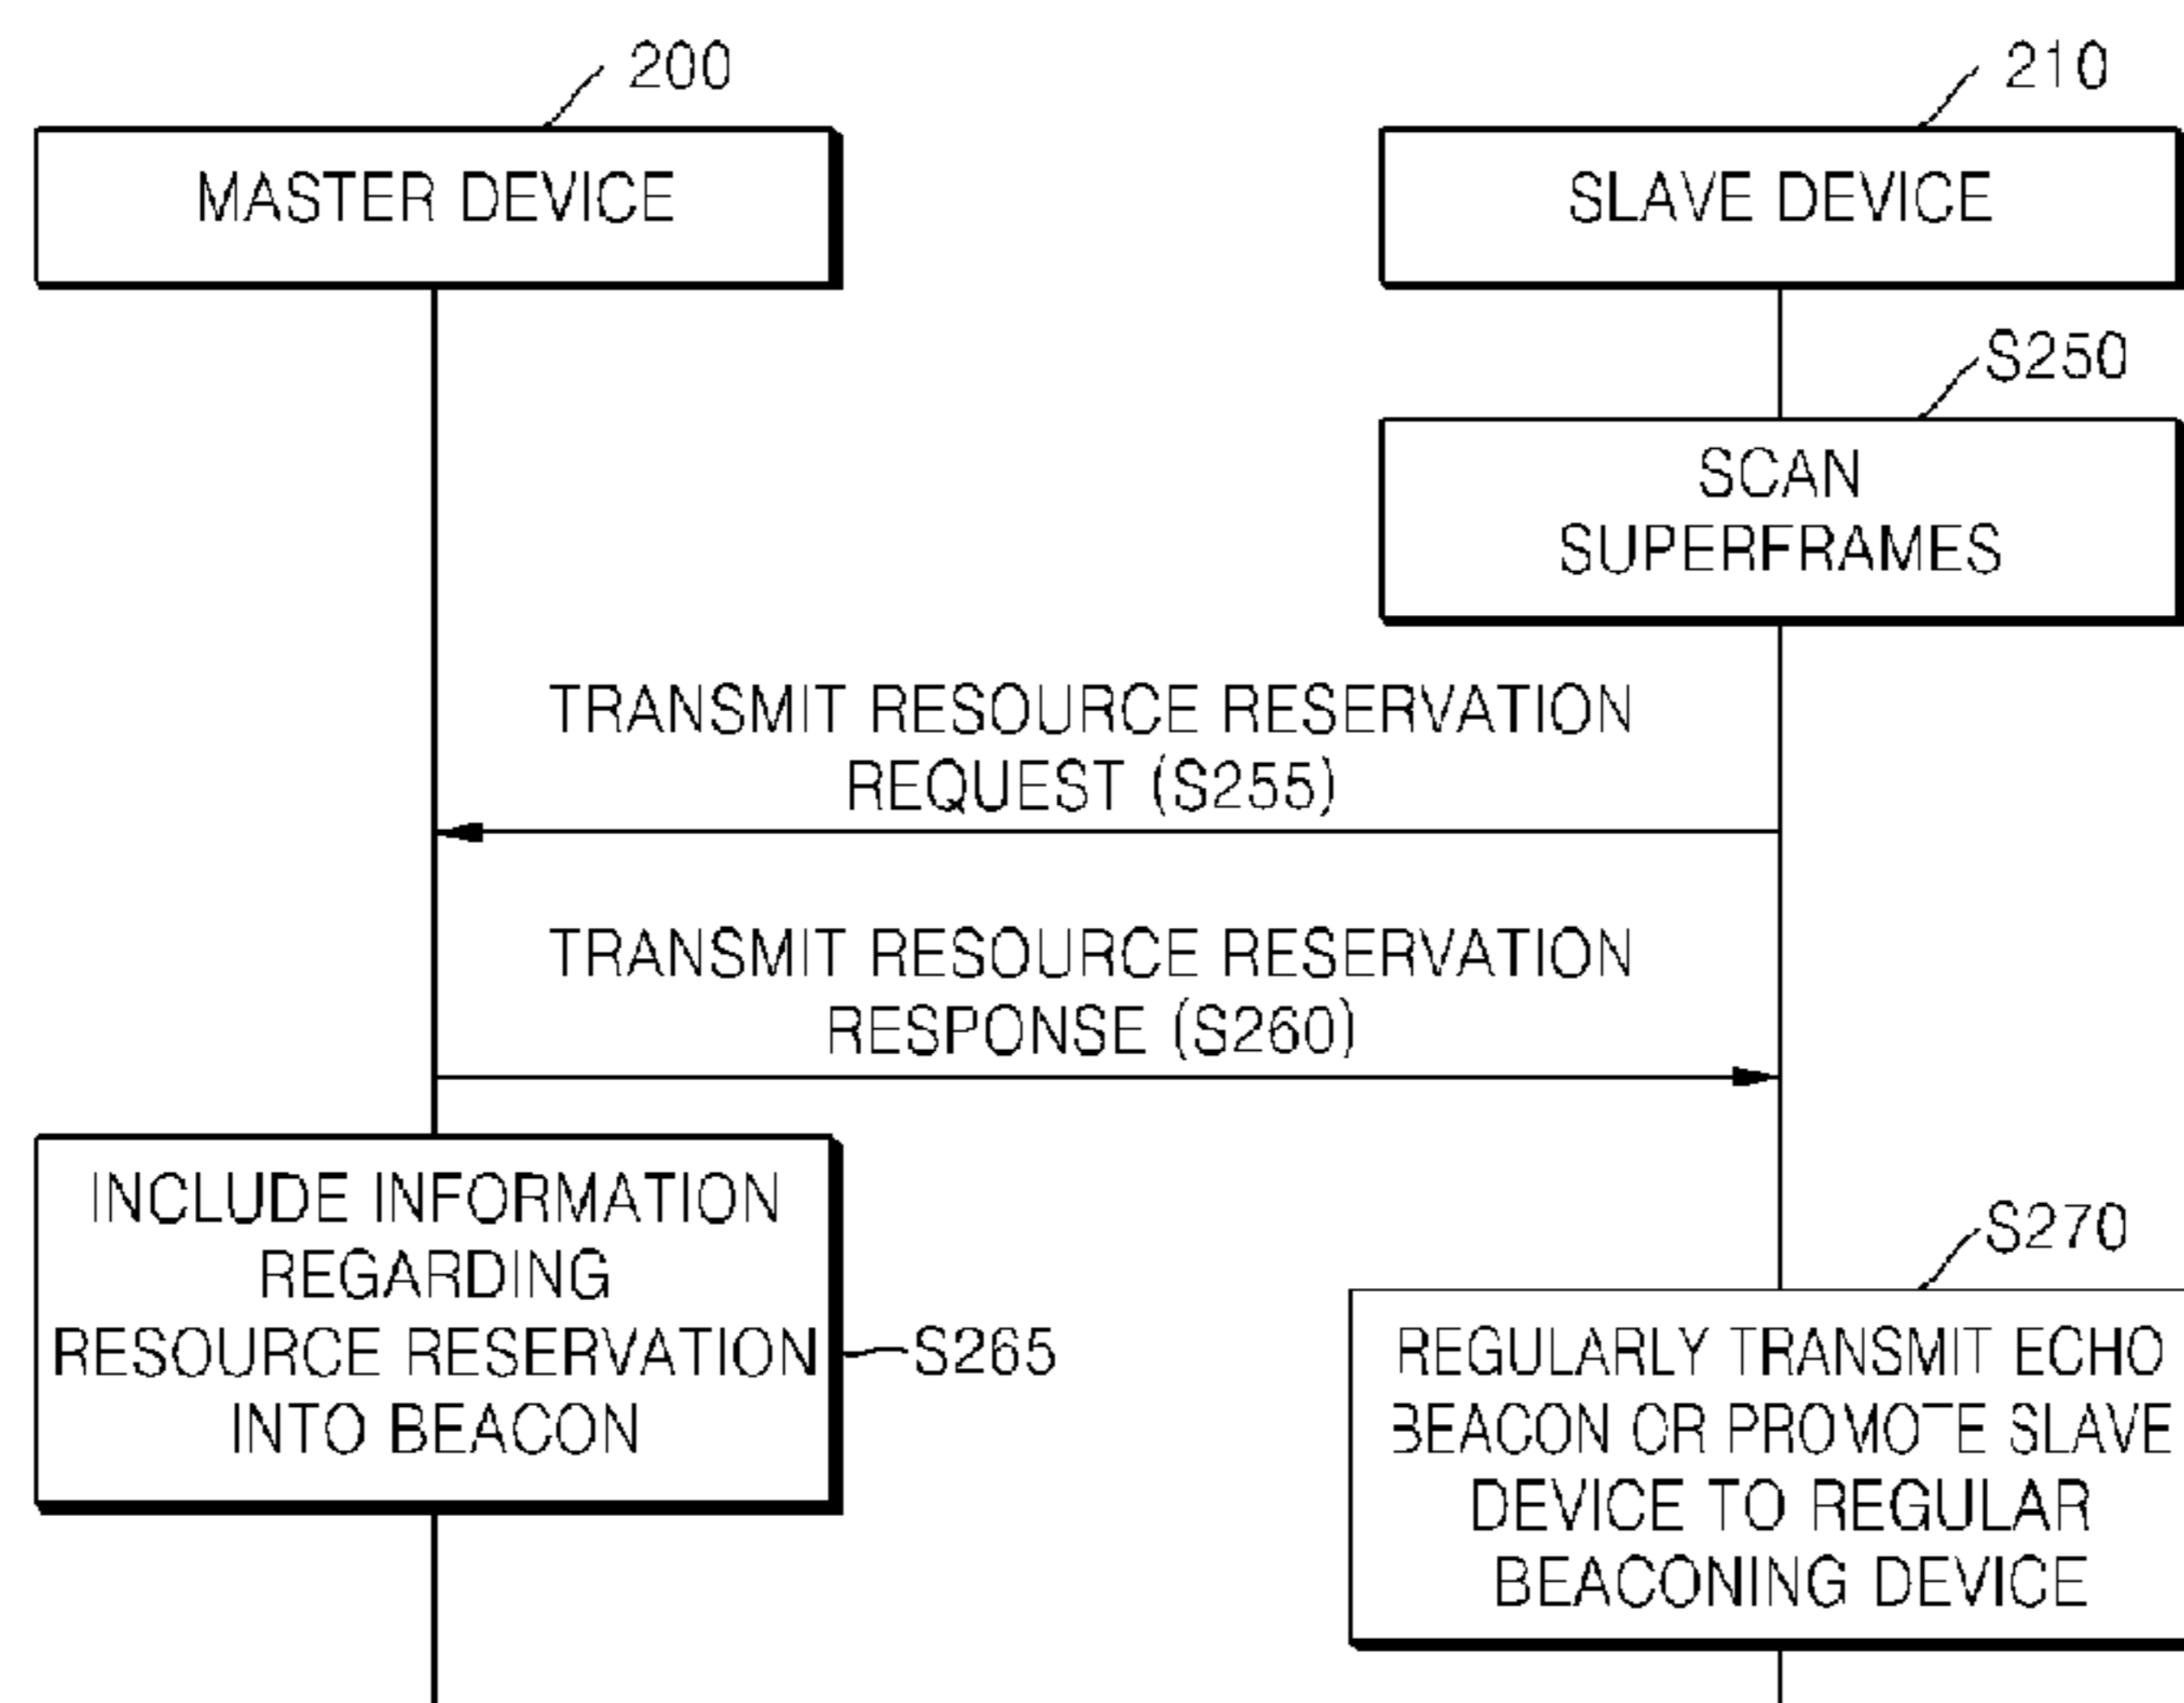 200
210
MASTER DEVICE
SLAVE DEVICE
S250
SCAN
SUPERFRAMES
TRANSMIT RESOURCE RESERVATION
REQUEST (S255)
TRANSMIT RESOURCE RESERVATION
RESPONSE (S260)
INCLUDE INFORMATION
REGARDING
RESOURCE RESERVATION
INTO BEACON
S265
S270
REGULARLY TRANSMIT ECHO
BEACON OR PROMOTE SLAVE
DEVICE TO REGULAR
BEACONING DEVICE